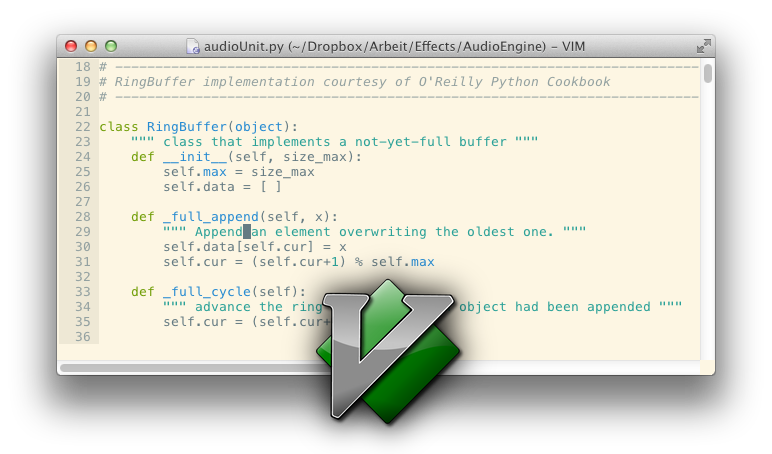 audioUnit.py (~/Dropbox/Arbeit/Effects/AudioEngine) – VIM
18 # -------------------------------------------------------------------------
19 # RingBuffer implementation courtesy of O'Reilly Python Cookbook
20 # -------------------------------------------------------------------------
21
22 class RingBuffer(object):
23     """ class that implements a not-yet-full buffer """
24     def __init__(self, size_max):
25         self.max = size_max
26         self.data = [ ]
27
28     def _full_append(self, x):
29         """ Append an element overwriting the oldest one. """
30         self.data[self.cur] = x
31         self.cur = (self.cur+1) % self.max
32
33     def _full_cycle(self):
34         """ advance the ring object had been appended """
35         self.cur = (self.cur+
36
V